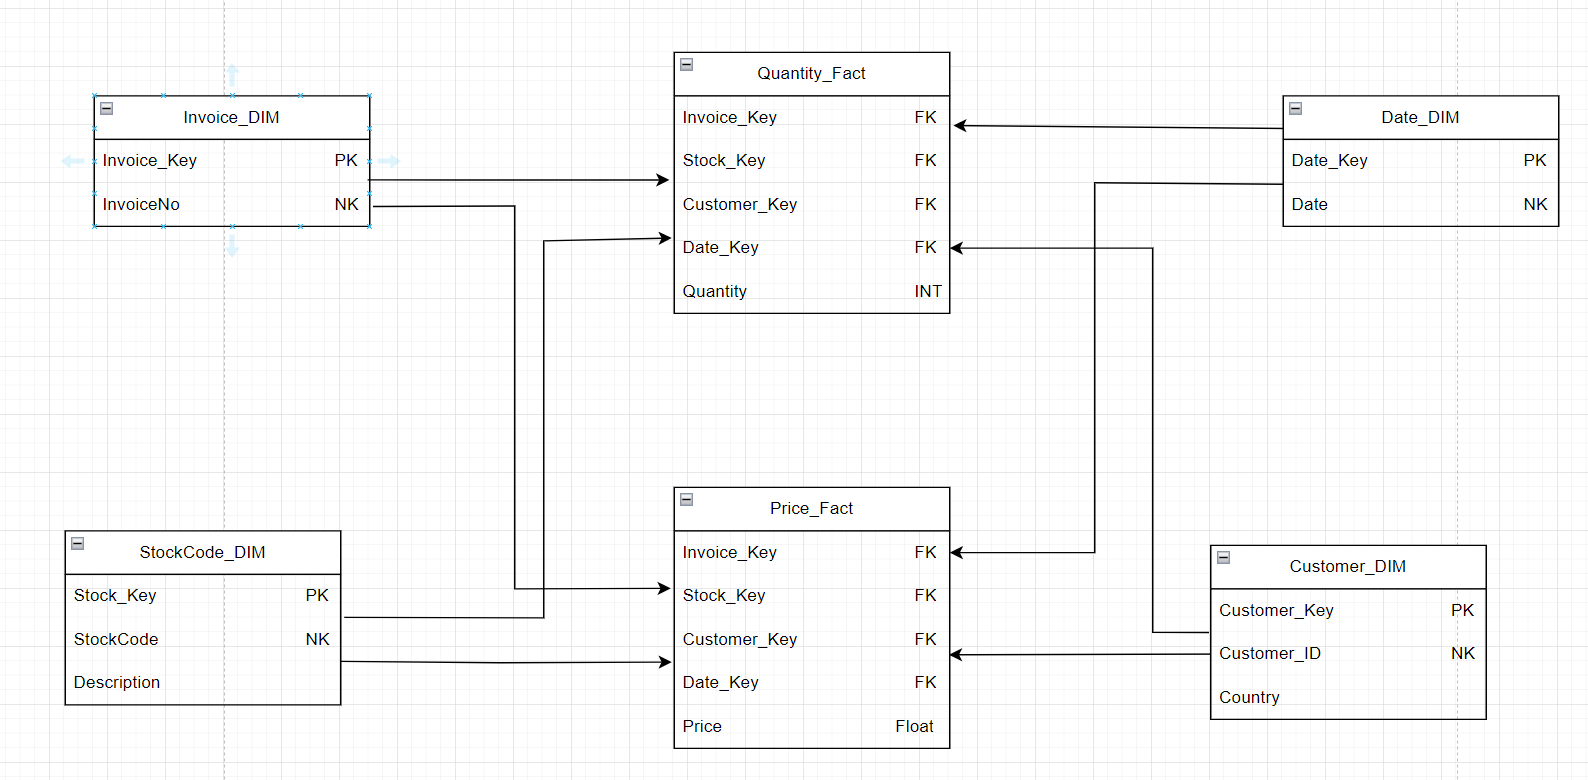 Quantity_Fact
Invoice_Key FK
Stock_Key FK
Customer_Key FK
Date_Key FK
Quantity INT
Invoice_DIM
Invoice_Key PK
InvoiceNo NK
Date_DIM
Date_Key PK
Date NK
Price_Fact
Invoice_Key FK
Stock_Key FK
Customer_Key FK
Date_Key FK
Price Float
StockCode_DIM
Stock_Key PK
StockCode NK
Description
Customer_DIM
Customer_Key PK
Customer_ID NK
Country